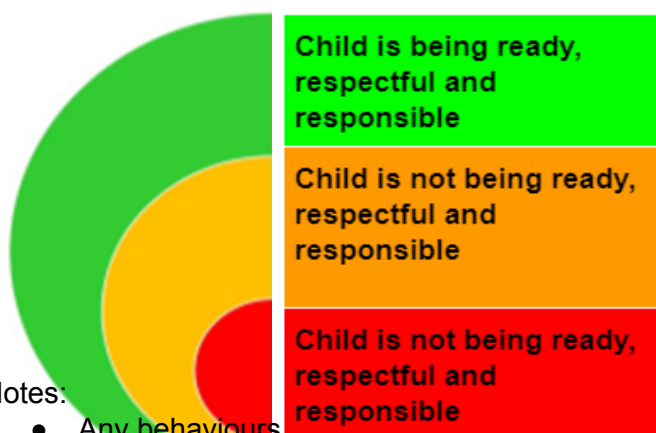 Child is being ready,
respectful and
responsible
Child is not being ready,
respectful and
responsible
Child is not being ready,
respectful and
responsible
otes:
● Any behaviours